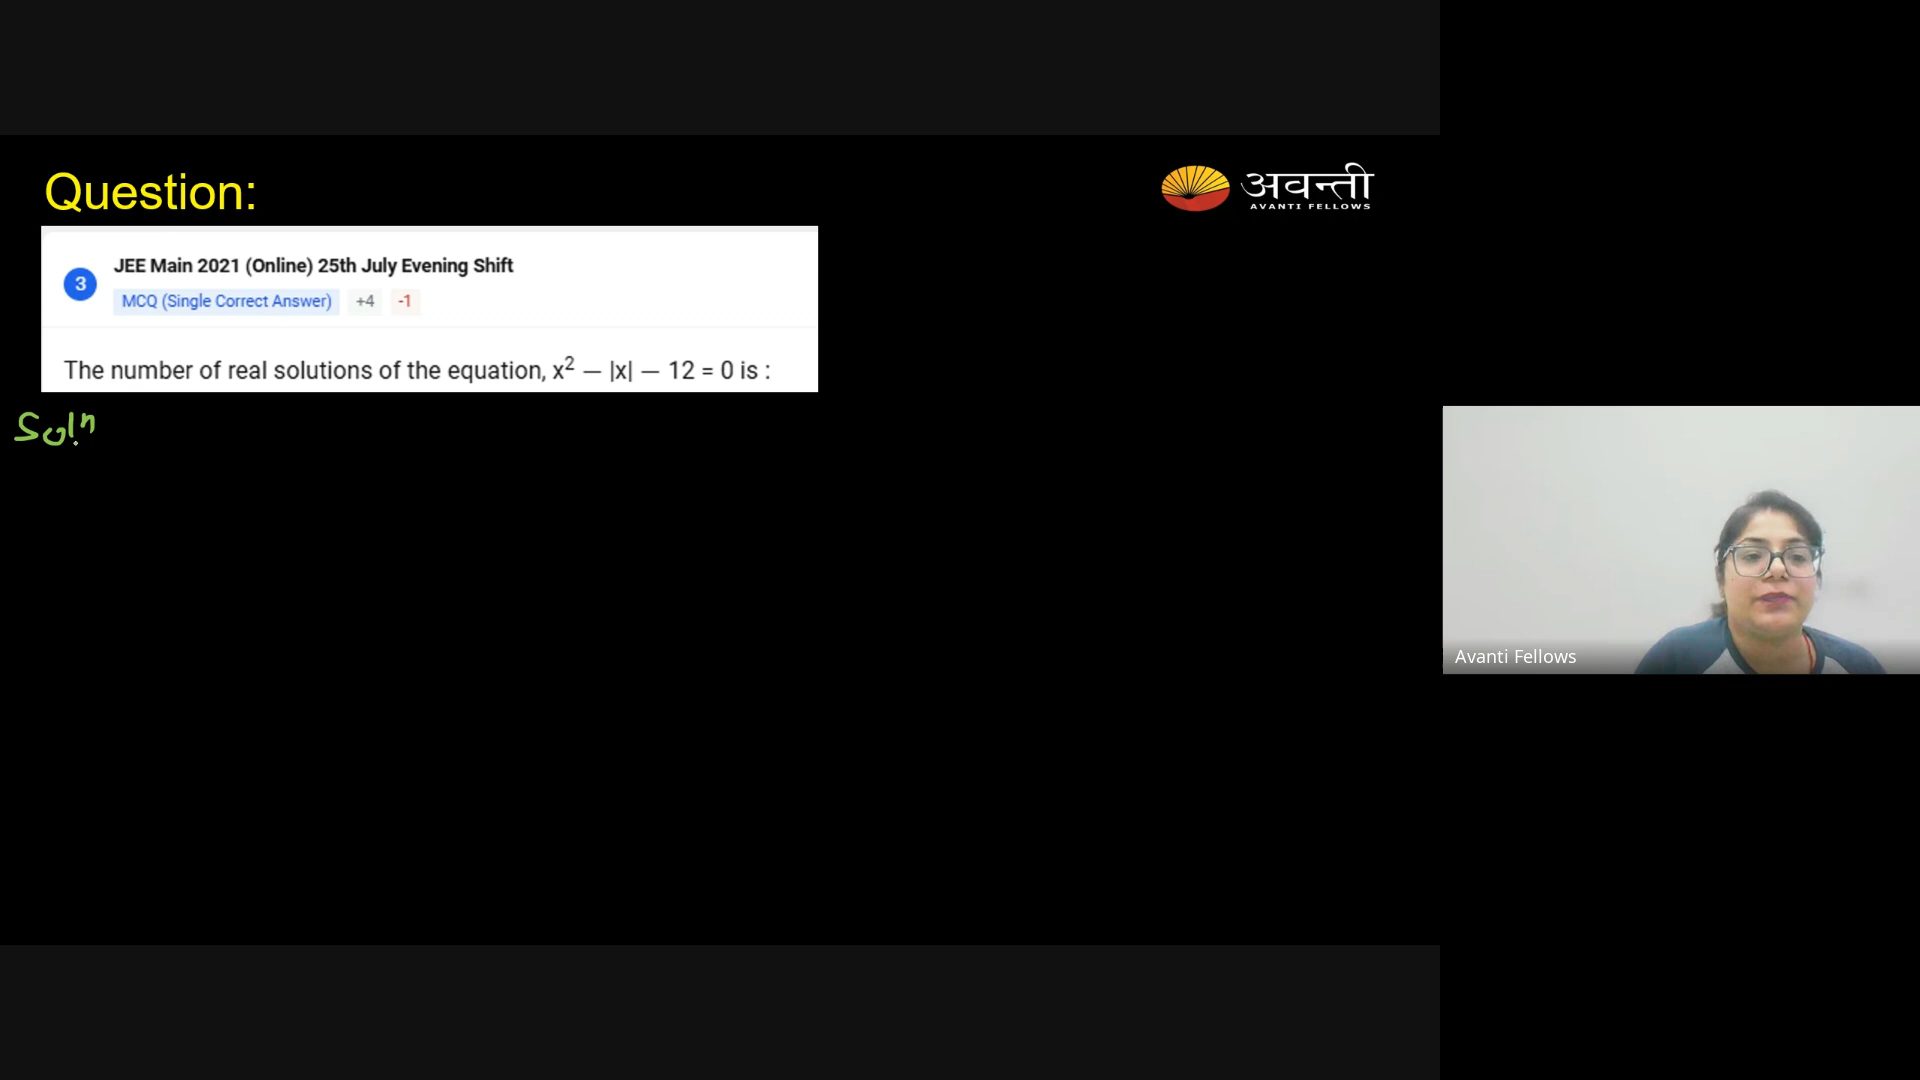 Question:
अवन्ती
AVANTI FELLOWS
3
JEE Main 2021 (Online) 25th July Evening Shift
MCQ (Single Correct Answer) +4 -1
The number of real solutions of the equation, x² — |x| — 12 = 0 is :
Solⁿ
Avanti Fellows